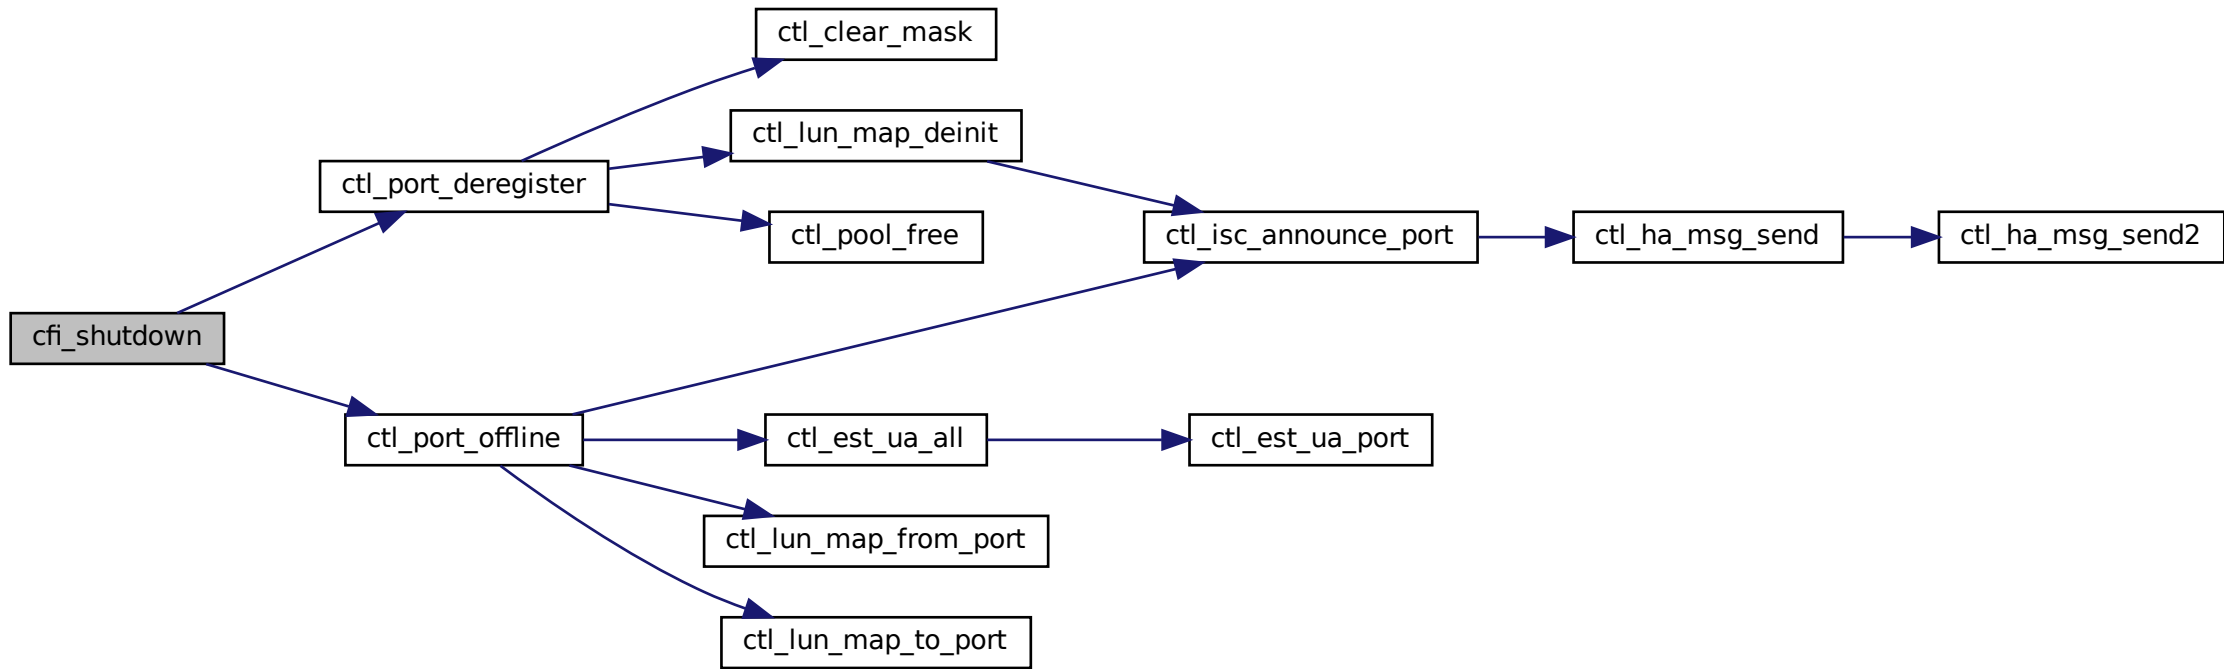 ctl_clear_mask
ctl_lun_map_deinit
ctl_port_deregister
ctl_pool_free
ctl_isc_announce_port
ctl_ha_msg_send
ctl_ha_msg_send2
cfi_shutdown
ctl_port_offline
ctl_est_ua_all
ctl_est_ua_port
ctl_lun_map_from_port
ctl_lun_map_to_port